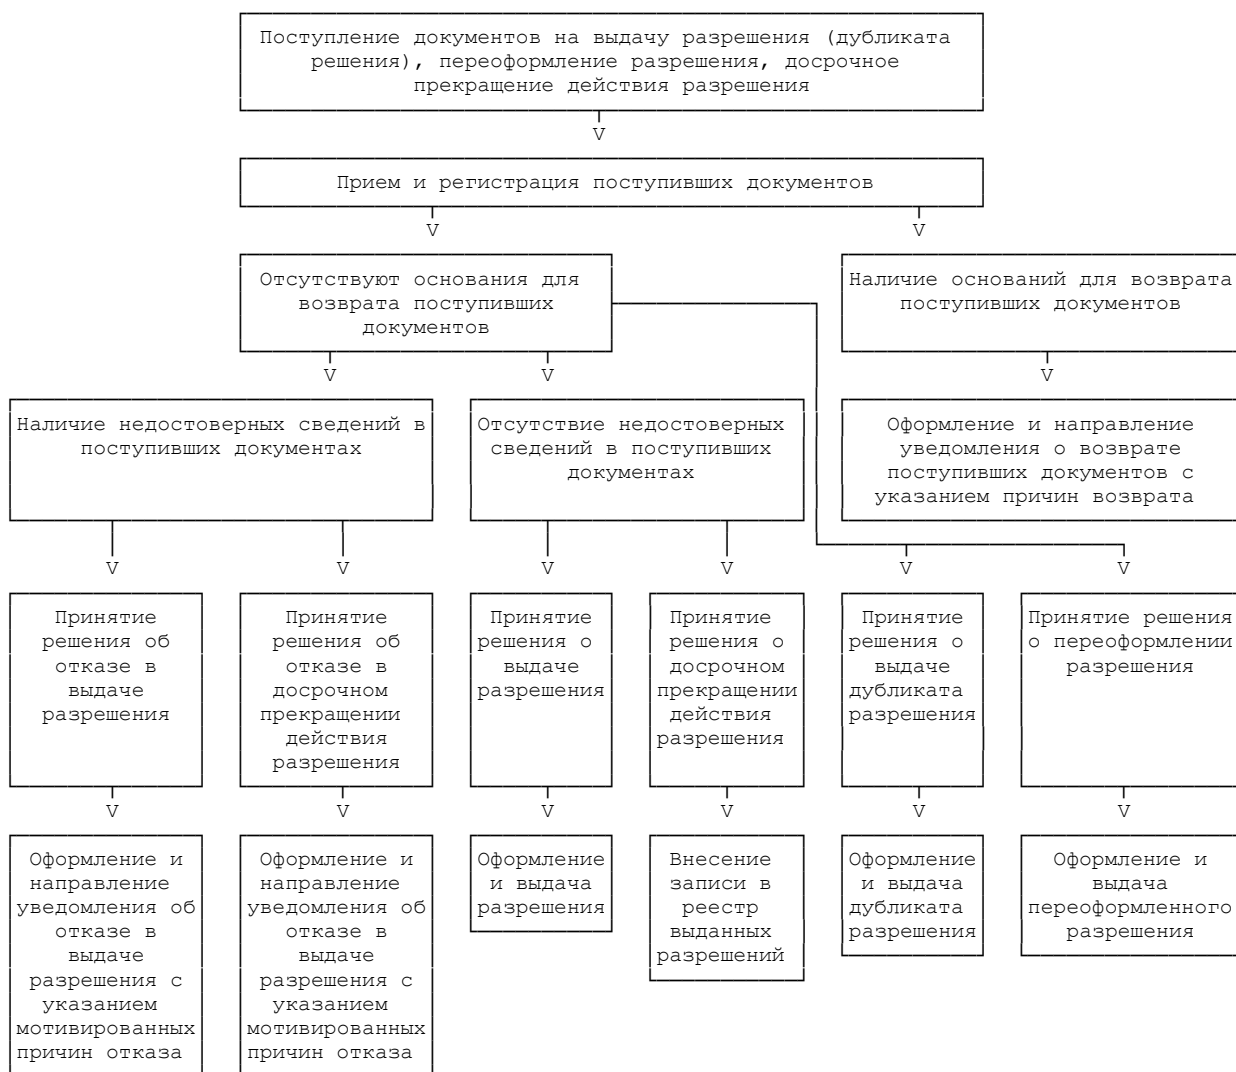 Поступление документов на выдачу разрешения (дубликата
решения), переоформление разрешения, досрочное
прекращение действия разрешения
V
Прием и регистрация поступивших документов
V
V
Отсутствуют основания для
возврата поступивших
документов
Наличие оснований для возврата
поступивших документов
V
V
V
Наличие недостоверных сведений в
поступивших документах
Отсутствие недостоверных
сведений в поступивших
документах
Оформление и направление
уведомления о возврате
поступивших документов с
указанием причин возврата
V
V
V
V
V
V
Принятие
решения об
отказе в
выдаче
разрешения
Принятие
решения об
отказе в
досрочном
прекращении
действия
разрешения
Принятие
решения о
выдаче
разрешения
Принятие
решения о
досрочном
прекращении
действия
разрешения
Принятие
решения о
выдаче
дубликата
разрешения
Принятие решения
о переоформлении
разрешения
V
V
V
V
V
V
Оформление и
направление
уведомления об
отказе в
выдаче
разрешения с
указанием
мотивированных
причин отказа
Оформление и
направление
уведомления об
отказе в
выдаче
разрешения с
указанием
мотивированных
причин отказа
Оформление
и выдача
разрешения
Внесение
записи в
реестр
выданных
разрешений
Оформление
и выдача
дубликата
разрешения
Оформление и
выдача
переоформленного
разрешения